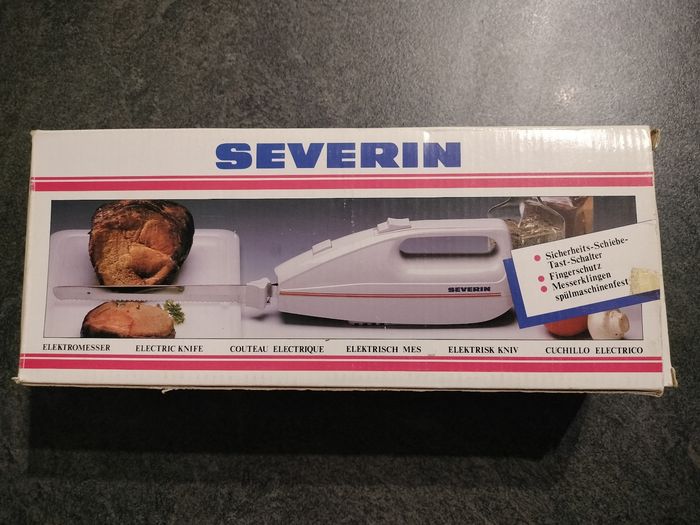 SEVERIN
• Sicherheits-Schiebe-
Tast-Schalter
• Fingerschutz
• Messerklingen
spülmaschinenfest
SEVERIN
ELEKTROMESSER ELECTRIC KNIFE COUTEAU ELECTRIQUE ELEKTRISCH MES ELEKTRISK KNIV CUCHILLO ELECTRICO